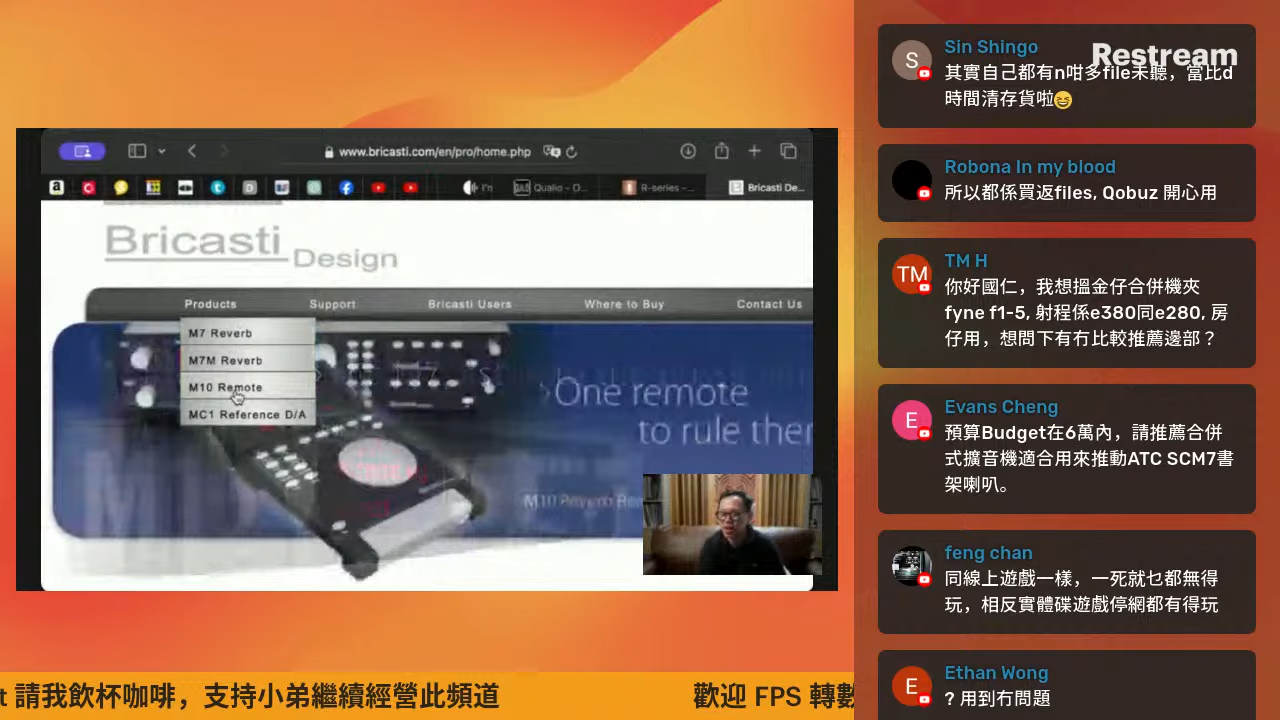 www.bricasti.com/en/pro/home.php
I'm
Qualio – O...
R-series –...
Bricasti De...
Bricasti Design
Products
Support
Bricasti Users
Where to Buy
Contact Us
M7 Reverb
M7M Reverb
M10 Remote
MC1 Reference D/A
One remote
to rule ther
M10 Reverb Re
t 請我飲杯咖啡，支持小弟繼續經營此頻道
歡迎 FPS 轉數
Restream
Sin Shingo
其實自己都有n咁多file未聽，當比d
時間清存貨啦😄
Robona In my blood
所以都係買返files, Qobuz 開心用
TM H
你好國仁，我想搵金仔合併機夾
fyne f1-5, 射程係e380同e280, 房
仔用，想問下有冇比較推薦邊部？
Evans Cheng
預算Budget在6萬內，請推薦合併
式擴音機適合用來推動ATC SCM7書
架喇叭。
feng chan
同線上遊戲一樣，一死就乜都無得
玩，相反實體碟遊戲停網都有得玩
Ethan Wong
? 用到冇問題